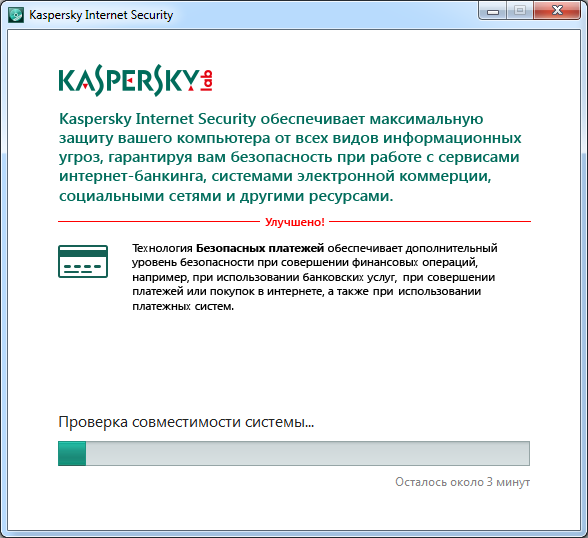 Kaspersky Internet Security
KASPERSKY lab
Kaspersky Internet Security обеспечивает максимальную
защиту вашего компьютера от всех видов информационных
угроз, гарантируя вам безопасность при работе с сервисами
интернет-банкинга, системами электронной коммерции,
социальными сетями и другими ресурсами.
Улучшено!
Технология Безопасных платежей обеспечивает дополнительный
уровень безопасности при совершении финансовых операций,
например, при использовании банковских услуг, при совершении
платежей или покупок в интернете, а также при использовании
платежных систем.
Проверка совместимости системы...
Осталось около 3 минут